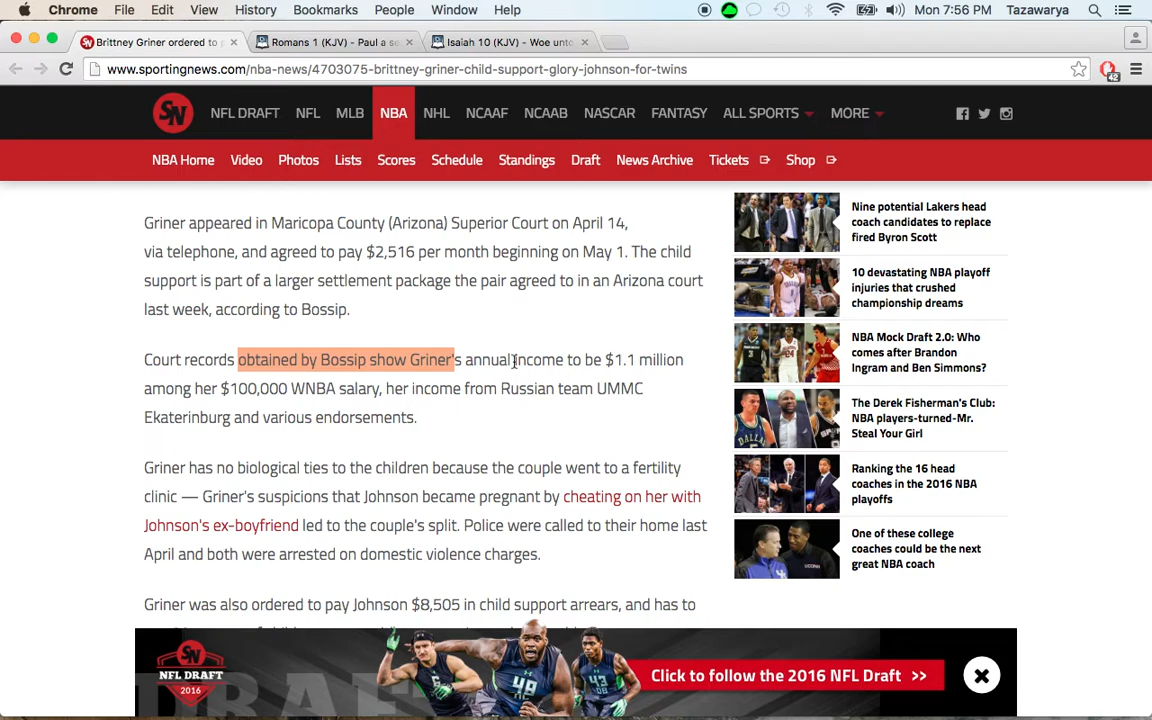 Chrome File Edit View History Bookmarks People Window Help Mon 7:56 PM Tazawarya
Brittney Griner ordered to p Romans 1 (KJV) - Paul a se Isaiah 10 (KJV) - Woe unto
www.sportingnews.com/nba-news/4703075-brittney-griner-child-support-glory-johnson-for-twins 42
SN NFL DRAFT NFL MLB NBA NHL NCAAF NCAAB NASCAR FANTASY ALL SPORTS MORE
NBA Home Video Photos Lists Scores Schedule Standings Draft News Archive Tickets Shop
Griner appeared in Maricopa County (Arizona) Superior Court on April 14,
via telephone, and agreed to pay $2,516 per month beginning on May 1. The child
support is part of a larger settlement package the pair agreed to in an Arizona court
last week, according to Bossip.
Court records obtained by Bossip show Griner's annual income to be $1.1 million
among her $100,000 WNBA salary, her income from Russian team UMMC
Ekaterinburg and various endorsements.
Griner has no biological ties to the children because the couple went to a fertility
clinic — Griner's suspicions that Johnson became pregnant by cheating on her with
Johnson's ex-boyfriend led to the couple's split. Police were called to their home last
April and both were arrested on domestic violence charges.
Griner was also ordered to pay Johnson $8,505 in child support arrears, and has to
Nine potential Lakers head
coach candidates to replace
fired Byron Scott
10 devastating NBA playoff
injuries that crushed
championship dreams
NBA Mock Draft 2.0: Who
comes after Brandon
Ingram and Ben Simmons?
The Derek Fisherman's Club:
NBA players-turned-Mr.
Steal Your Girl
Ranking the 16 head
coaches in the 2016 NBA
playoffs
One of these college
coaches could be the next
great NBA coach
SN
NFL DRAFT
2016
DRAFT
48
43
Click to follow the 2016 NFL Draft >>